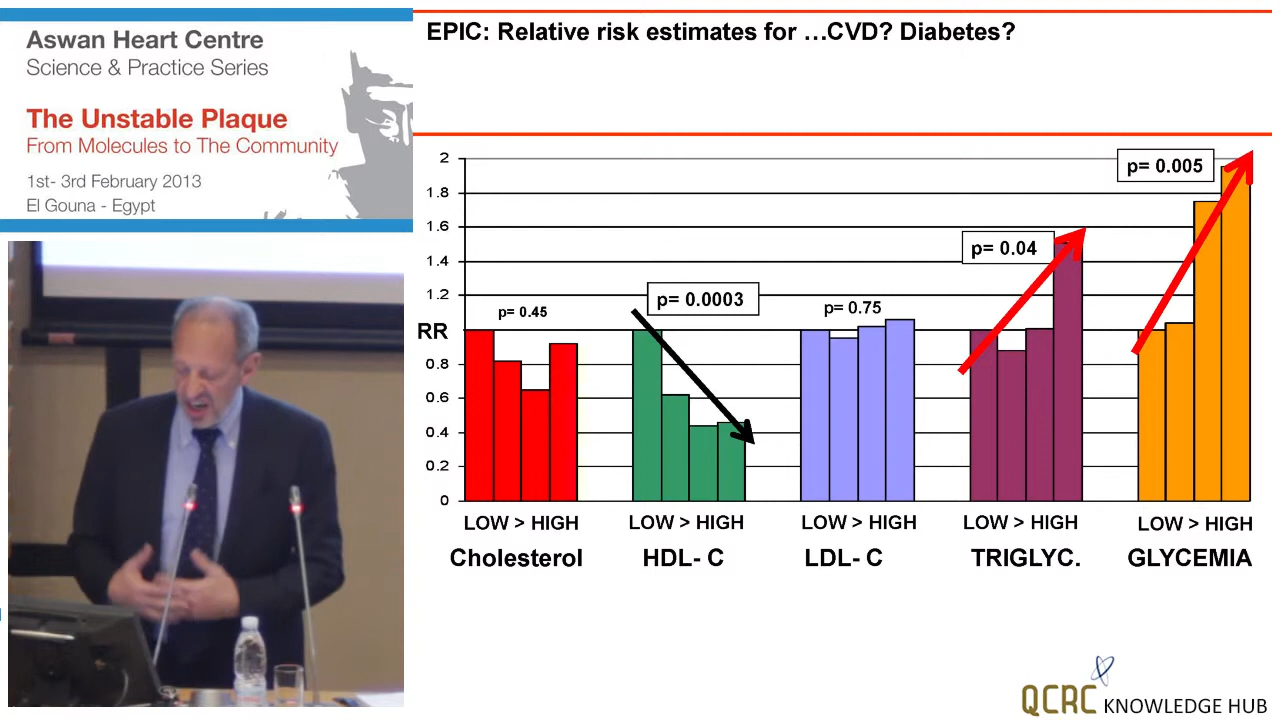 Aswan Heart Centre
Science & Practice Series
The Unstable Plaque
From Molecules to The Community
1st- 3rd February 2013
El Gouna - Egypt
EPIC: Relative risk estimates for …CVD? Diabetes?
2
1.8
1.6
1.4
1.2
RR
0.8
0.6
0.4
0.2
0
p= 0.45
p= 0.0003
p= 0.75
p= 0.04
p= 0.005
LOW > HIGH
LOW > HIGH
LOW > HIGH
LOW > HIGH
LOW > HIGH
Cholesterol
HDL- C
LDL- C
TRIGLYC.
GLYCEMIA
QCRC KNOWLEDGE HUB